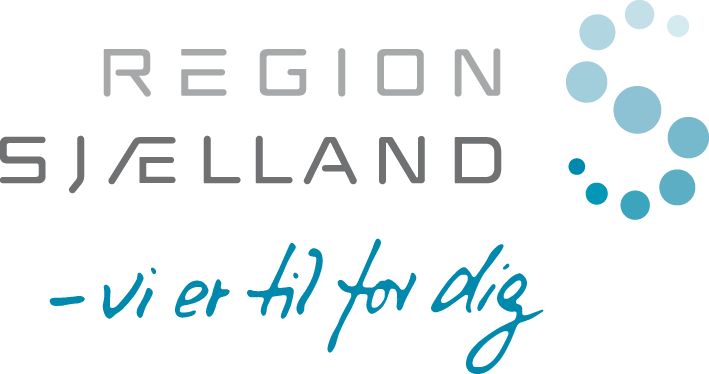 REGION
SJÆLLAND
- vi er til for dig